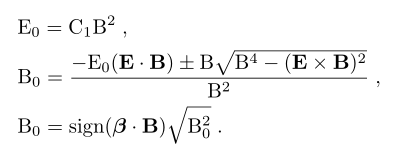 E₀ = C₁B² ,
B₀ = (−E₀(𝐄 · 𝐁) ± B√(B⁴ − (𝐄 × 𝐁)²)) / B² ,
B₀ = sign(𝜷 · 𝐁)√(B₀²) .